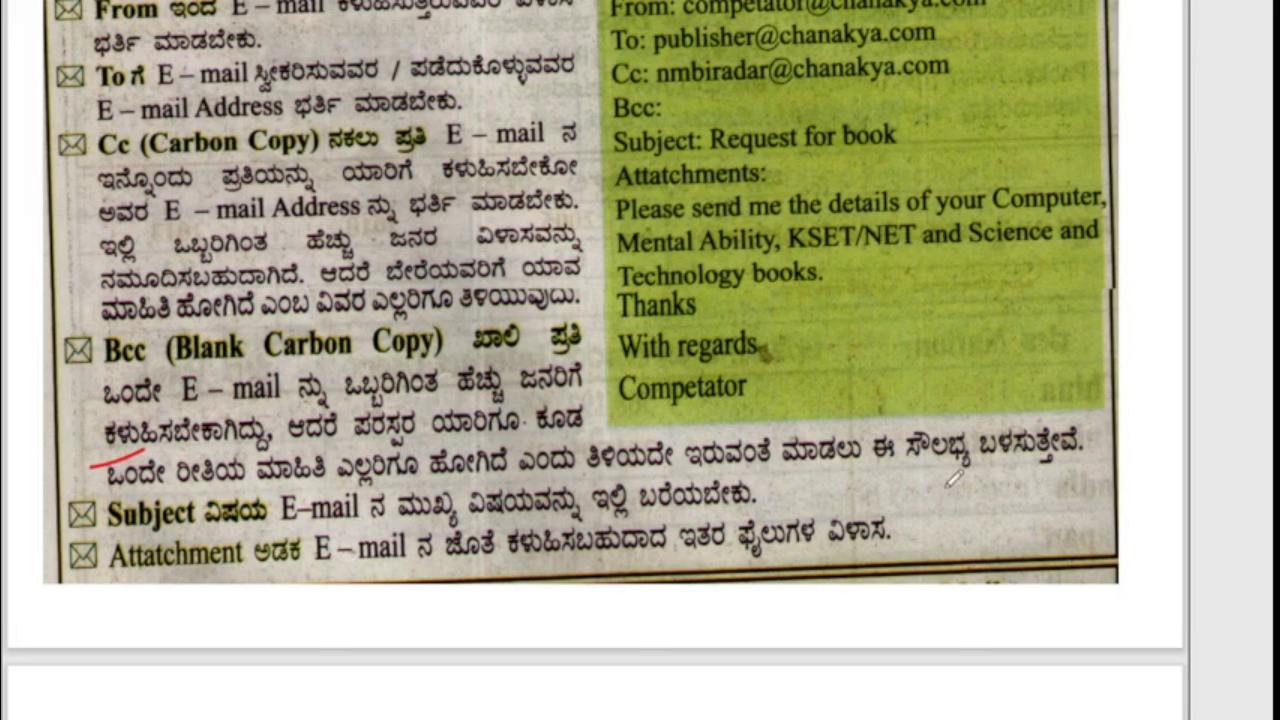 From ಇಂದ E – mail ಕಳುಹಿಸುತ್ತಿರುವವರ ವಿಳಾಸ
ಭರ್ತಿ ಮಾಡಬೇಕು.
To ಗೆ E – mail ಸ್ವೀಕರಿಸುವವರ / ಪಡೆದುಕೊಳ್ಳುವವರ
E – mail Address ಭರ್ತಿ ಮಾಡಬೇಕು.
Cc (Carbon Copy) ನಕಲು ಪ್ರತಿ E – mail ನ
ಇನ್ನೊಂದು ಪ್ರತಿಯನ್ನು ಯಾರಿಗೆ ಕಳುಹಿಸಬೇಕೋ
ಅವರ E – mail Address ನ್ನು ಭರ್ತಿ ಮಾಡಬೇಕು.
ಇಲ್ಲಿ ಒಬ್ಬರಿಗಿಂತ ಹೆಚ್ಚು ಜನರ ವಿಳಾಸವನ್ನು
ನಮೂದಿಸಬಹುದಾಗಿದೆ. ಆದರೆ ಬೇರೆಯವರಿಗೆ ಯಾವ
ಮಾಹಿತಿ ಹೋಗಿದೆ ಎಂಬ ವಿವರ ಎಲ್ಲರಿಗೂ ತಿಳಿಯುವುದು.
Bcc (Blank Carbon Copy) ಖಾಲಿ ಪ್ರತಿ
ಒಂದೇ E – mail ನ್ನು ಒಬ್ಬರಿಗಿಂತ ಹೆಚ್ಚು ಜನರಿಗೆ
ಕಳುಹಿಸಬೇಕಾಗಿದ್ದು, ಆದರೆ ಪರಸ್ಪರ ಯಾರಿಗೂ ಕೂಡ
ಒಂದೇ ರೀತಿಯ ಮಾಹಿತಿ ಎಲ್ಲರಿಗೂ ಹೋಗಿದೆ ಎಂದು ತಿಳಿಯದೇ ಇರುವಂತೆ ಮಾಡಲು ಈ ಸೌಲಭ್ಯ ಬಳಸುತ್ತೇವೆ.
Subject ವಿಷಯ E–mail ನ ಮುಖ್ಯ ವಿಷಯವನ್ನು ಇಲ್ಲಿ ಬರೆಯಬೇಕು.
Attatchment ಅಡಕ E – mail ನ ಜೊತೆ ಕಳುಹಿಸಬಹುದಾದ ಇತರ ಫೈಲುಗಳ ವಿಳಾಸ.
From: competator@chanakya.com
To: publisher@chanakya.com
Cc: nmbiradar@chanakya.com
Bcc:
Subject: Request for book
Attatchments:
Please send me the details of your Computer,
Mental Ability, KSET/NET and Science and
Technology books.
Thanks
With regards
Competator